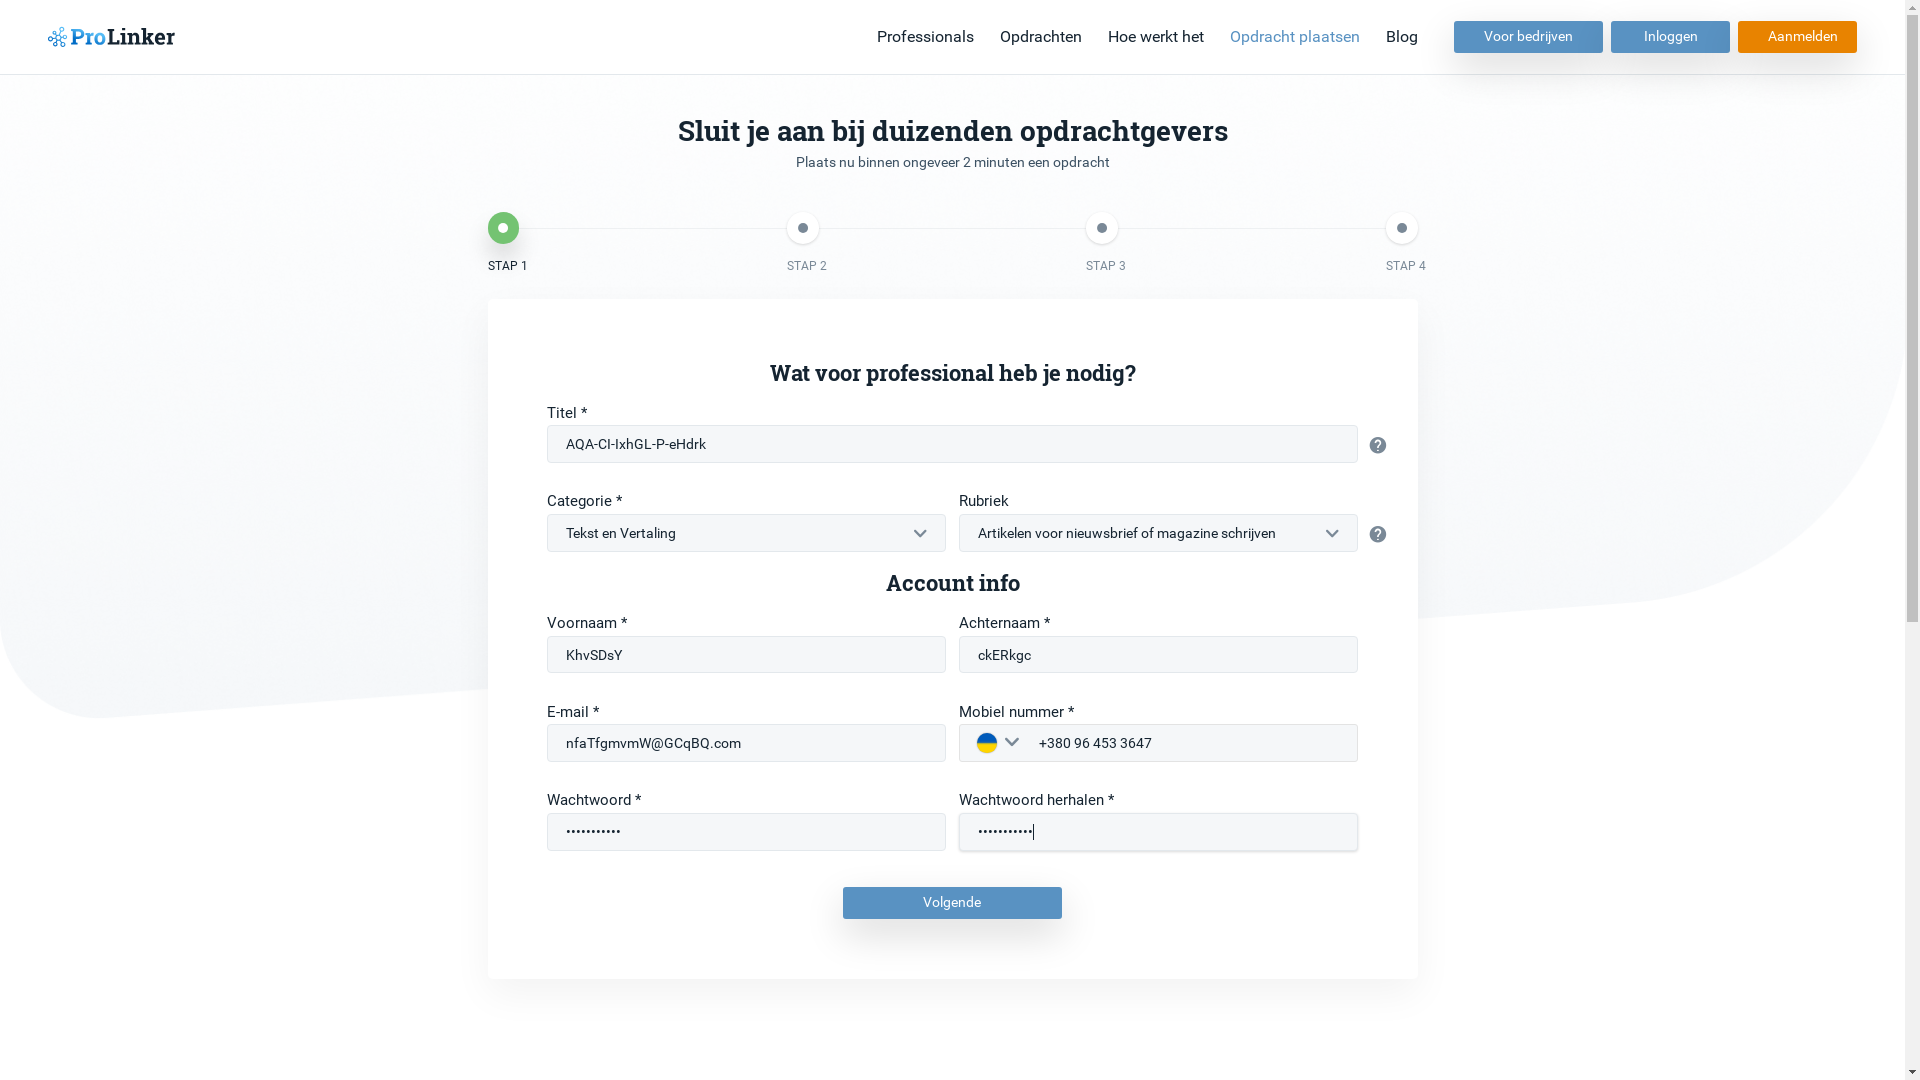 ProLinker
Professionals Opdrachten Hoe werkt het Opdracht plaatsen Blog Voor bedrijven Inloggen Aanmelden
Sluit je aan bij duizenden opdrachtgevers
Plaats nu binnen ongeveer 2 minuten een opdracht
STAP 1 STAP 2 STAP 3 STAP 4
Wat voor professional heb je nodig?
Titel *
AQA-CI-IxhGL-P-eHdrk
Categorie * Rubriek
Tekst en Vertaling Artikelen voor nieuwsbrief of magazine schrijven
Account info
Voornaam * Achternaam *
KhvSDsY ckERkgc
E-mail * Mobiel nummer *
nfaTfgmvmW@GCqBQ.com +380 96 453 3647
Wachtwoord * Wachtwoord herhalen *
••••••••••• •••••••••••
Volgende